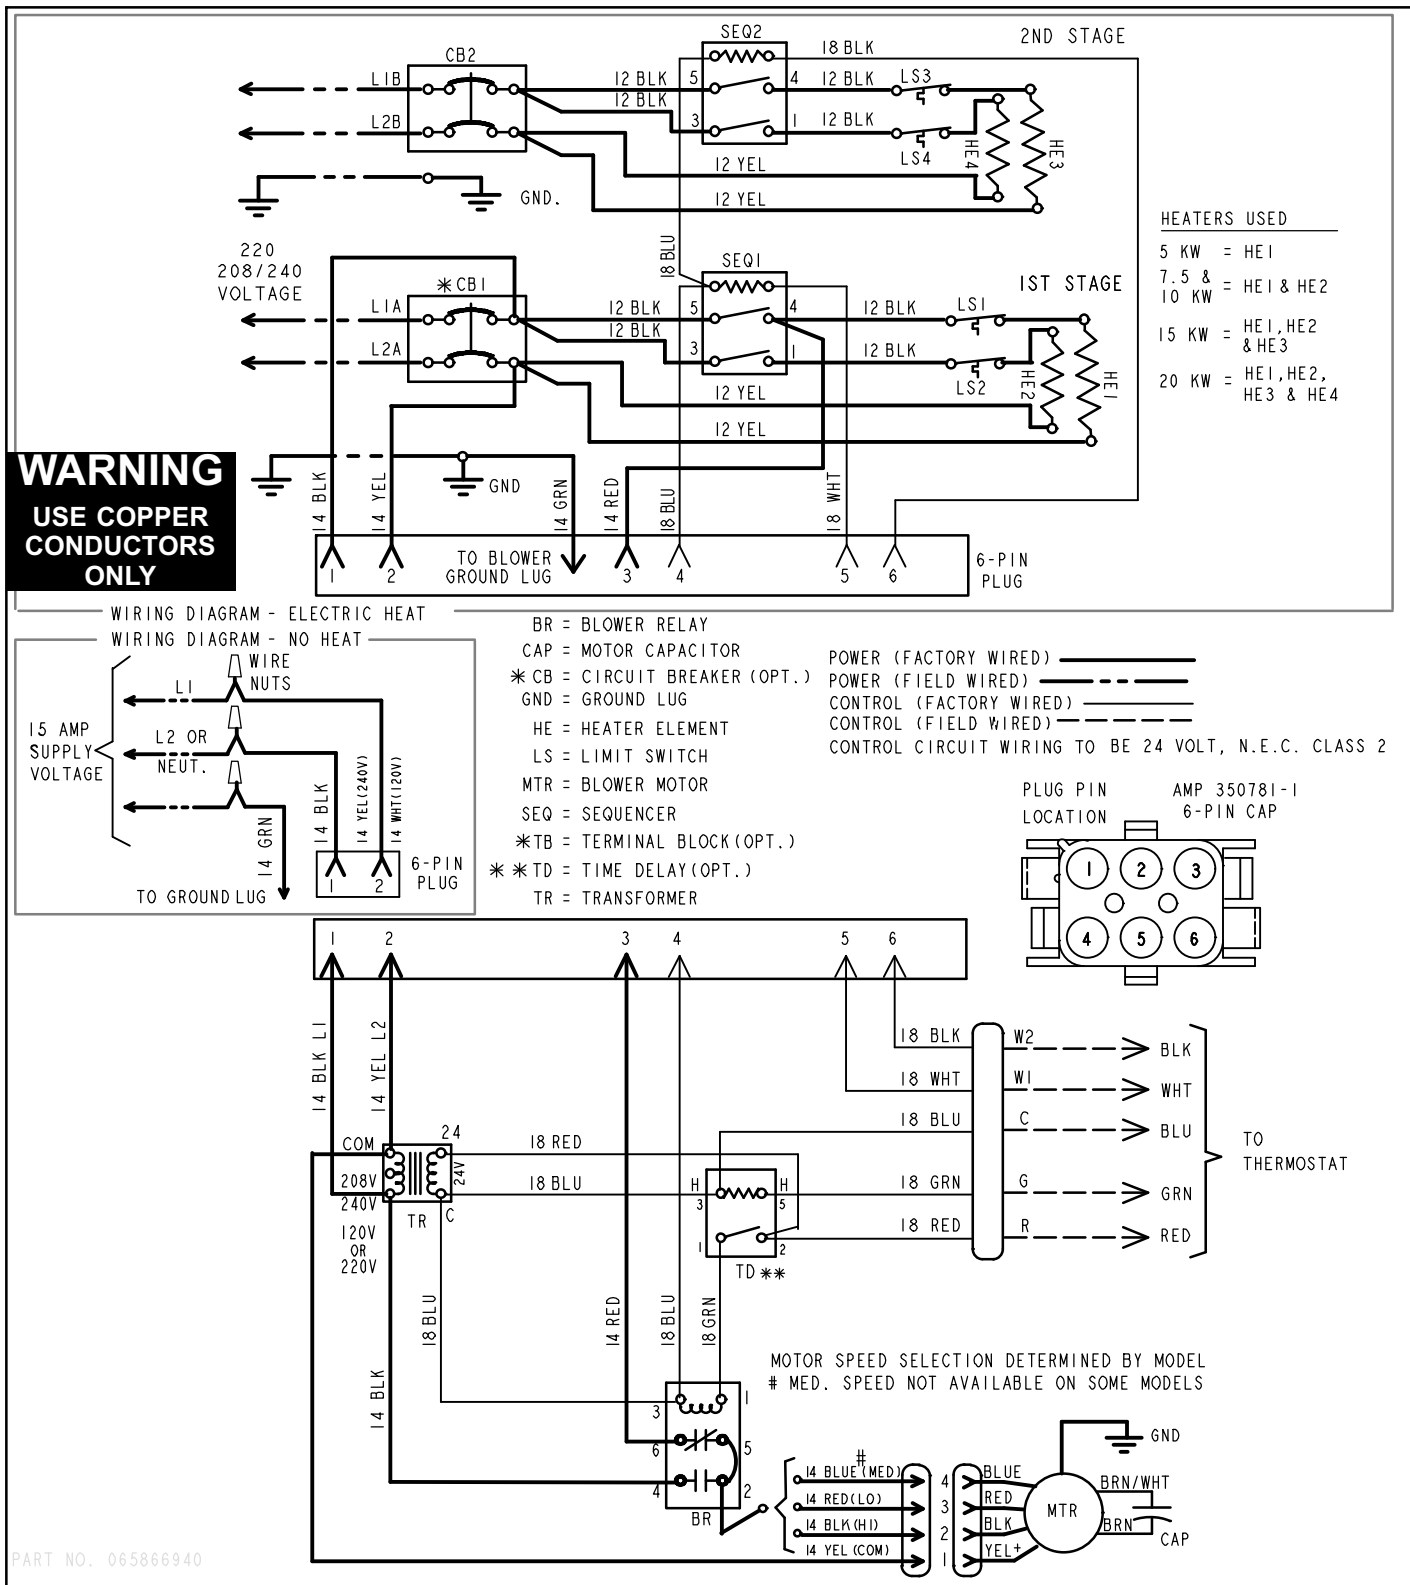 SEQ2
2ND STAGE
CB2
18 BLK
L1B
12 BLK
5
4
12 BLK
LS3
12 BLK
L2B
3
1
12 BLK
LS4
HE4
HE3
12 YEL
12 YEL
GND.
18 BLU
220
208/240
VOLTAGE
HEATERS USED
5 KW = HE1
7.5 &
10 KW = HE1 & HE2
15 KW = HE1, HE2
& HE3
20 KW = HE1, HE2,
HE3 & HE4
SEQ1
1ST STAGE
*CB1
L1A
12 BLK
5
4
12 BLK
LS1
12 BLK
L2A
3
1
12 BLK
LS2
HE2
HE1
12 YEL
12 YEL
GND
WARNING
USE COPPER
CONDUCTORS
ONLY
14 BLK
14 YEL
14 GRN
14 RED
18 BLU
18 WHT
TO BLOWER
GROUND LUG
1
2
3
4
5
6
6-PIN
PLUG
WIRING DIAGRAM - ELECTRIC HEAT
WIRING DIAGRAM - NO HEAT
WIRE
NUTS
L1
15 AMP
SUPPLY
VOLTAGE
L2 OR
NEUT.
14 GRN
14 BLK
14 YEL(240V)
14 WHT(120V)
1
2
6-PIN
PLUG
TO GROUND LUG
BR = BLOWER RELAY
CAP = MOTOR CAPACITOR
*CB = CIRCUIT BREAKER (OPT.)
GND = GROUND LUG
HE = HEATER ELEMENT
LS = LIMIT SWITCH
MTR = BLOWER MOTOR
SEQ = SEQUENCER
*TB = TERMINAL BLOCK(OPT.)
**TD = TIME DELAY(OPT.)
TR = TRANSFORMER
POWER (FACTORY WIRED)
POWER (FIELD WIRED)
CONTROL (FACTORY WIRED)
CONTROL (FIELD WIRED)
CONTROL CIRCUIT WIRING TO BE 24 VOLT, N.E.C. CLASS 2
PLUG PIN
LOCATION
AMP 350781-1
6-PIN CAP
1
2
3
4
5
6
1
2
3
4
5
6
14 BLK L1
14 YEL L2
18 BLK
W2
BLK
18 WHT
W1
WHT
18 BLU
C
BLU
18 GRN
G
GRN
18 RED
R
RED
TO
THERMOSTAT
COM
24
208V
24V
240V
TR
C
120V
OR
220V
18 RED
18 BLU
H
H
3
5
1
2
TD **
18 BLU
14 RED
18 BLU
18 GRN
14 BLK
3
1
6
5
4
2
BR
MOTOR SPEED SELECTION DETERMINED BY MODEL
# MED. SPEED NOT AVAILABLE ON SOME MODELS
#
14 BLUE(MED)
14 RED(LO)
14 BLK(HI)
14 YEL (COM)
4
3
2
1
BLUE
RED
BLK
YEL+
MTR
GND
BRN/WHT
BRN
CAP
PART NO. 065866940